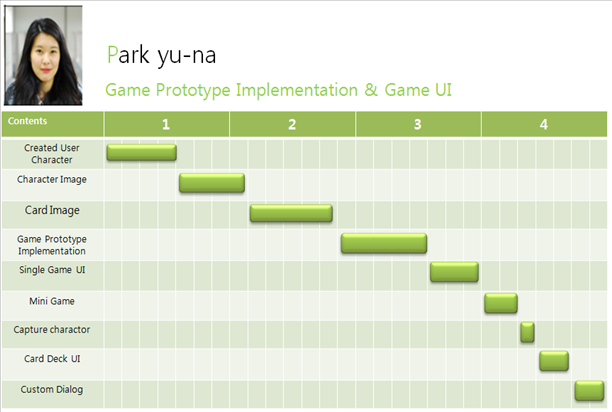 Park yu-na
Game Prototype Implementation & Game UI
Contents 1 2 3 4
Created User
Character
Character Image
Card Image
Game Prototype
Implementation
Single Game UI
Mini Game
Capture charactor
Card Deck UI
Custom Dialog